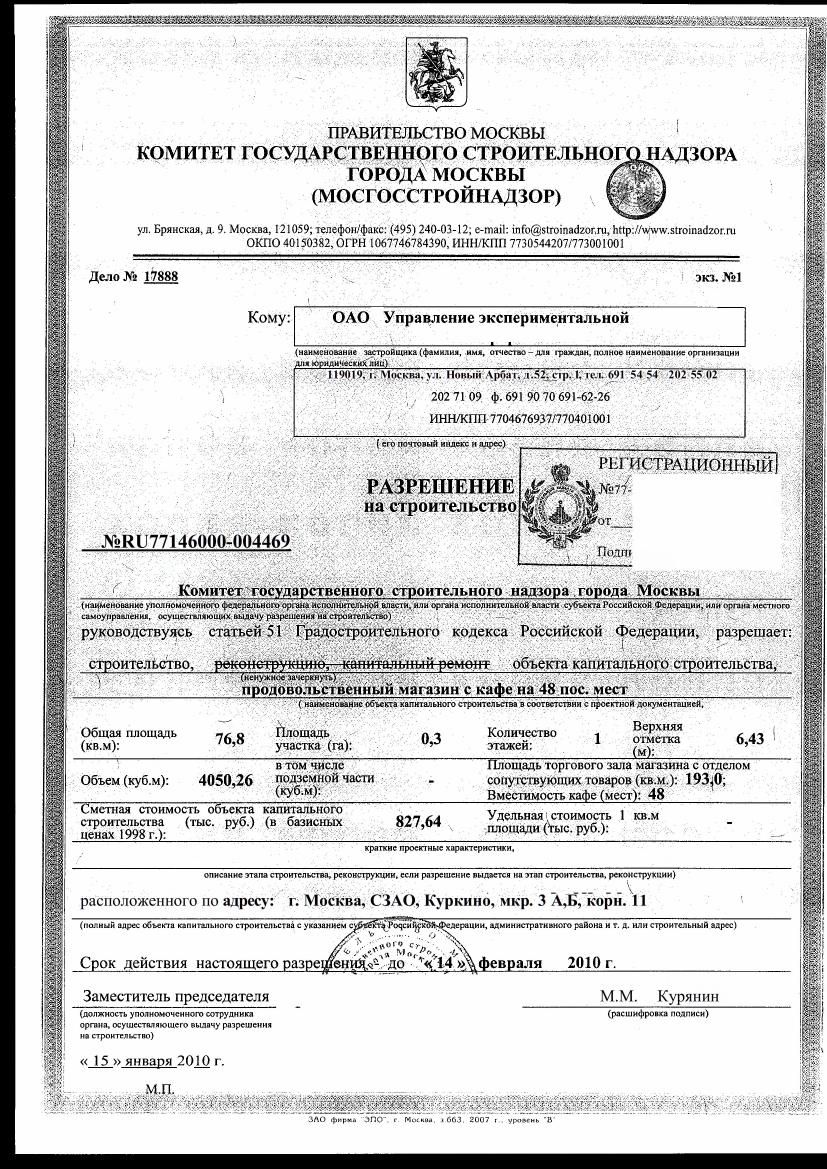 ПРАВИТЕЛЬСТВО МОСКВЫ
КОМИТЕТ ГОСУДАРСТВЕННОГО СТРОИТЕЛЬНОГО НАДЗОРА
ГОРОДА МОСКВЫ
(МОСГОССТРОЙНАДЗОР)
ул. Брянская, д. 9. Москва, 121059; телефон/факс: (495) 240-03-12; e-mail: info@stroinadzor.ru, http://www.stroinadzor.ru
ОКПО 40150382, ОГРН 1067746784390, ИНН/КПП 7730544207/773001001
Дело № 17888 экз. №1
Кому: ОАО Управление экспериментальной
(наименование застройщика (фамилия, имя, отчество – для граждан, полное наименование организации
для юридических лиц)
119019, г. Москва, ул. Новый Арбат, д.52, стр. 1, тел. 691 54 54 202 55 02
202 71 09 ф. 691 90 70 691-62-26
ИНН/КПП 7704676937/770401001
( его почтовый индекс и адрес)
РЕГИСТРАЦИОННЫЙ
№77-
от
РАЗРЕШЕНИЕ
на строительство
№RU77146000-004469
Комитет государственного строительного надзора города Москвы
(наименование уполномоченного федерального органа исполнительной власти, или органа исполнительной власти субъекта Российской Федерации, или органа местного
самоуправления, осуществляющих выдачу разрешения на строительство)
руководствуясь статьей 51 Градостроительного кодекса Российской Федерации, разрешает:
строительство, реконструкцию, капитальный ремонт объекта капитального строительства,
(ненужное зачеркнуть)
продовольственный магазин с кафе на 48 пос. мест
( наименование объекта капитального строительства в соответствии с проектной документацией,
Общая площадь (кв.м): 76,8 Площадь участка (га): 0,3 Количество этажей: 1 Верхняя отметка (м): 6,43
Объем (куб.м): 4050,26 в том числе подземной части (куб.м): - Площадь торгового зала магазина с отделом сопутствующих товаров (кв.м.): 193,0; Вместимость кафе (мест): 48
Сметная стоимость объекта капитального строительства (тыс. руб.) (в базисных ценах 1998 г.): 827,64 Удельная стоимость 1 кв.м площади (тыс. руб.): -
краткие проектные характеристики,
описание этапа строительства, реконструкции, если разрешение выдается на этап строительства, реконструкции)
расположенного по адресу: г. Москва, СЗАО, Куркино, мкр. 3 А,Б, корп. 11
(полный адрес объекта капитального строительства с указанием субъекта Российской Федерации, административного района и т. д. или строительный адрес)
Срок действия настоящего разрешения - до « 14 » февраля 2010 г.
Заместитель председателя - М.М. Курянин
(должность уполномоченного сотрудника (расшифровка подписи)
органа, осуществляющего выдачу разрешения
на строительство)
« 15 » января 2010 г.
М.П.
ЗАО фирма "ЭПО", г. Москва, з.663, 2007 г., уровень "В"